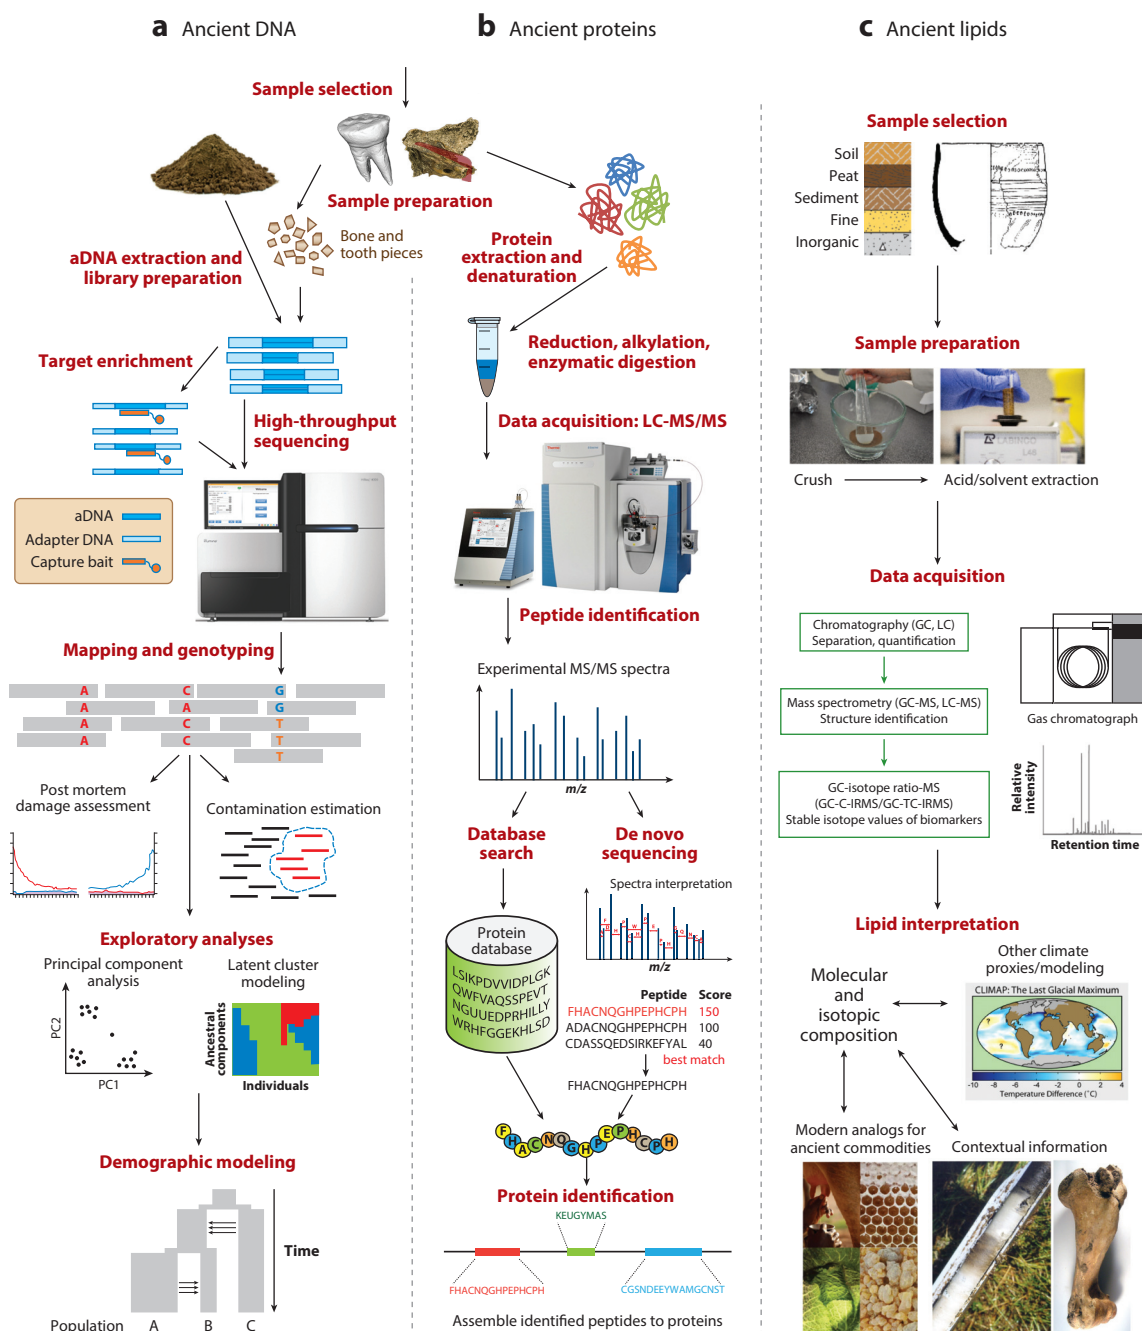 a Ancient DNA
b Ancient proteins
c Ancient lipids
Sample selection
Sample preparation
Bone and
tooth pieces
aDNA extraction and
library preparation
Target enrichment
High-throughput
sequencing
aDNA
Adapter DNA
Capture bait
Mapping and genotyping
A C G
A A G
A C T
A C T
T
Post mortem
damage assessment
Contamination estimation
Exploratory analyses
Principal component
analysis
PC2
PC1
Latent cluster
modeling
Ancestral
components
Individuals
Demographic modeling
Time
Population A B C
Protein
extraction and
denaturation
Reduction, alkylation,
enzymatic digestion
Data acquisition: LC-MS/MS
Peptide identification
Experimental MS/MS spectra
m/z
Database
search
De novo
sequencing
Protein
database
LSIKPDVVIDPLGK
QWFVAQSSPEVT
NGUUEDPRHILLY
WRHFGGEKHLSD
Spectra interpretation
m/z
Peptide Score
FHACNQGHPEPHCPH 150
ADACNQGHPEPHCPH 100
CDASSQEDSIRKEFYAL 40
best match
FHACNQGHPEPHCPH
F H A C N Q G H P E P H C P H
Protein identification
KEUGYMAS
FHACNQGHPEPHCPH
CGSNDEEYWAMGCNST
Assemble identified peptides to proteins
Sample selection
Soil
Peat
Sediment
Fine
Inorganic
Sample preparation
LABINCO
Crush
Acid/solvent extraction
Data acquisition
Chromatography (GC, LC)
Separation, quantification
Mass spectrometry (GC-MS, LC-MS)
Structure identification
GC-isotope ratio-MS
(GC-C-IRMS/GC-TC-IRMS)
Stable isotope values of biomarkers
Gas chromatograph
Relative
intensity
Retention time
Lipid interpretation
Molecular
and
isotopic
composition
Other climate
proxies/modeling
CLIMAP: The Last Glacial Maximum
? ?
-10 -8 -6 -4 -2 0 2 4
Temperature Difference (˚C)
Modern analogs for
ancient commodities
Contextual information